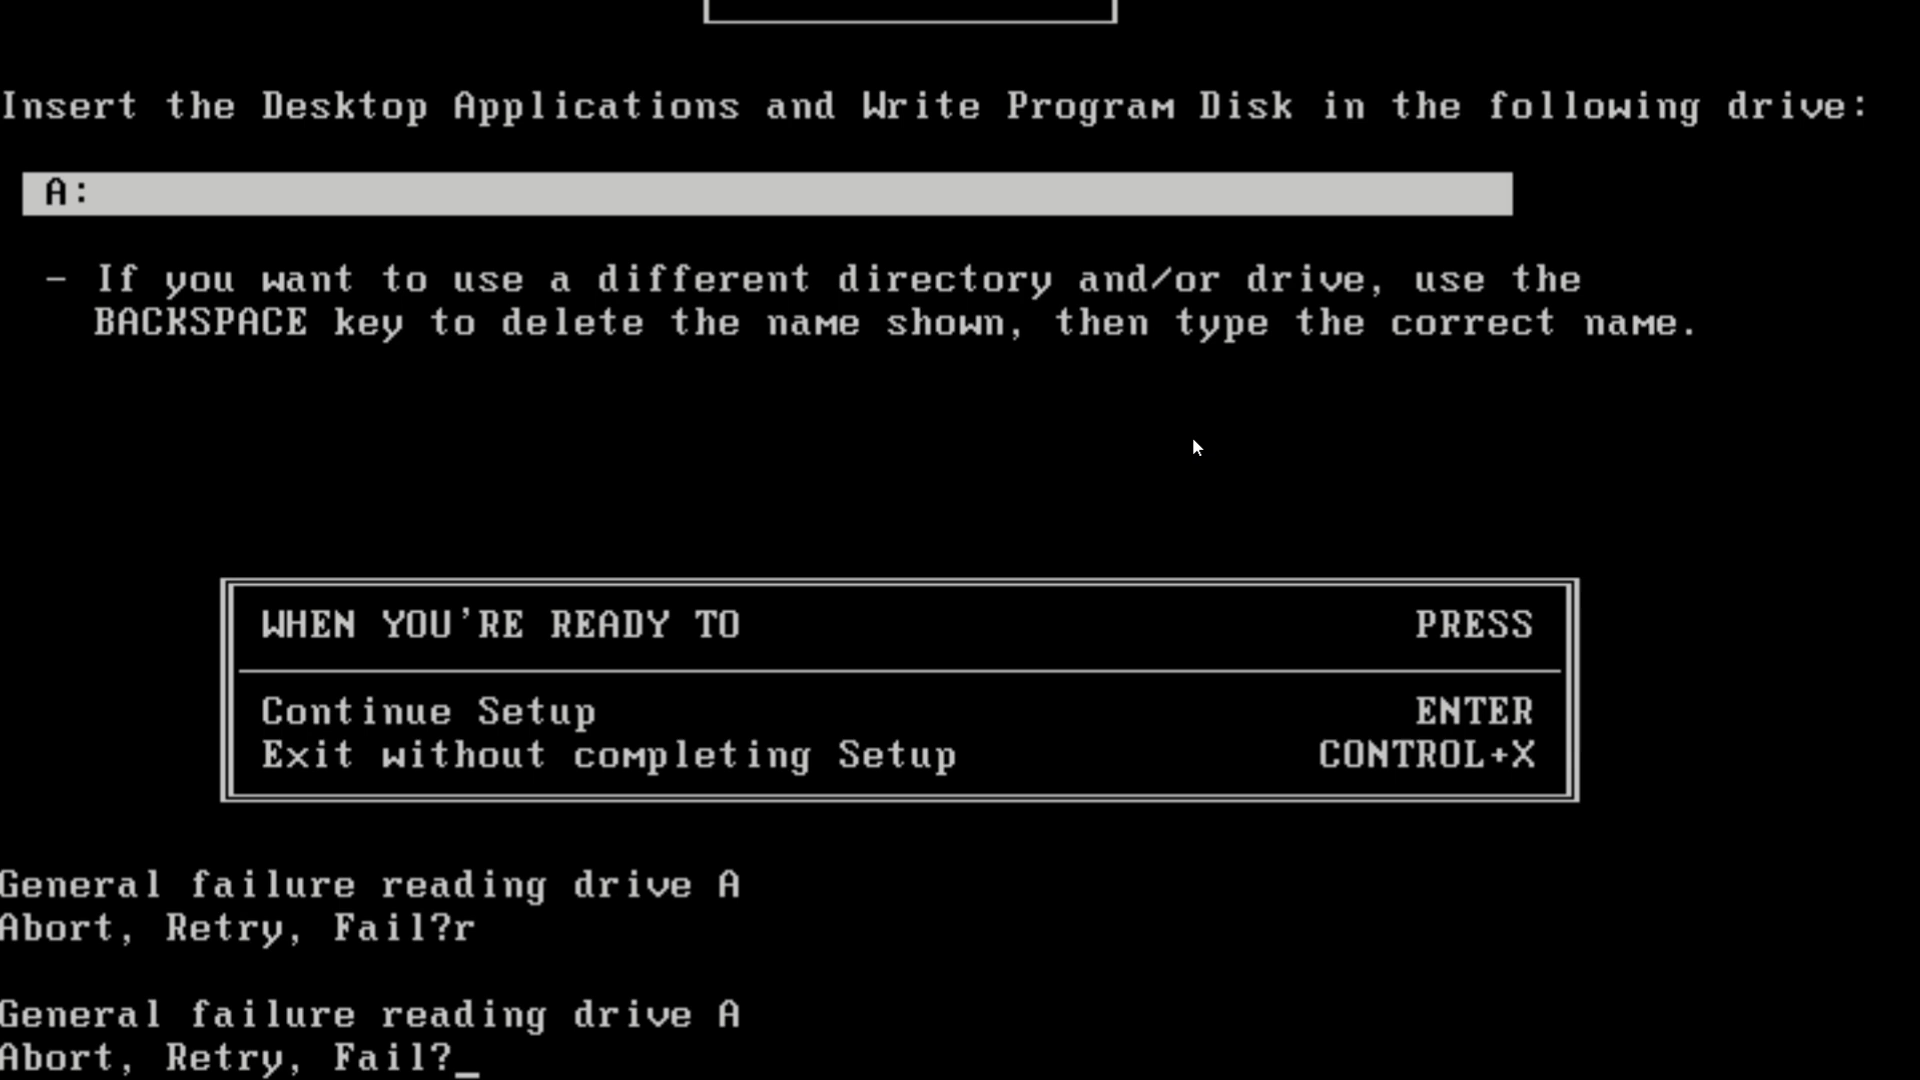 Insert the Desktop Applications and Write Program Disk in the following drive:
A:
- If you want to use a different directory and/or drive, use the
BACKSPACE key to delete the name shown, then type the correct name.
WHEN YOU'RE READY TO PRESS
Continue Setup ENTER
Exit without completing Setup CONTROL+X
General failure reading drive A
Abort, Retry, Fail?r
General failure reading drive A
Abort, Retry, Fail?_